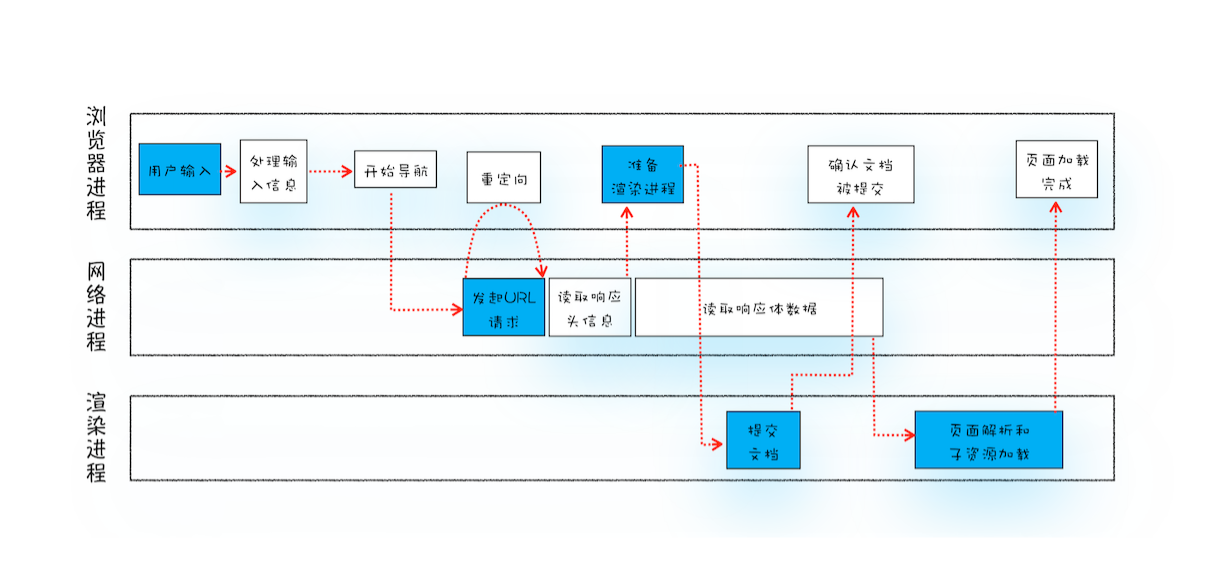 浏览器进程
用户输入
处理输
入信息
开始导航
重定向
准备
渲染进程
确认文档
被提交
页面加载
完成
网络进程
发起URL
请求
读取响应
头信息
读取响应体数据
渲染进程
提交
文档
页面解析和
子资源加载